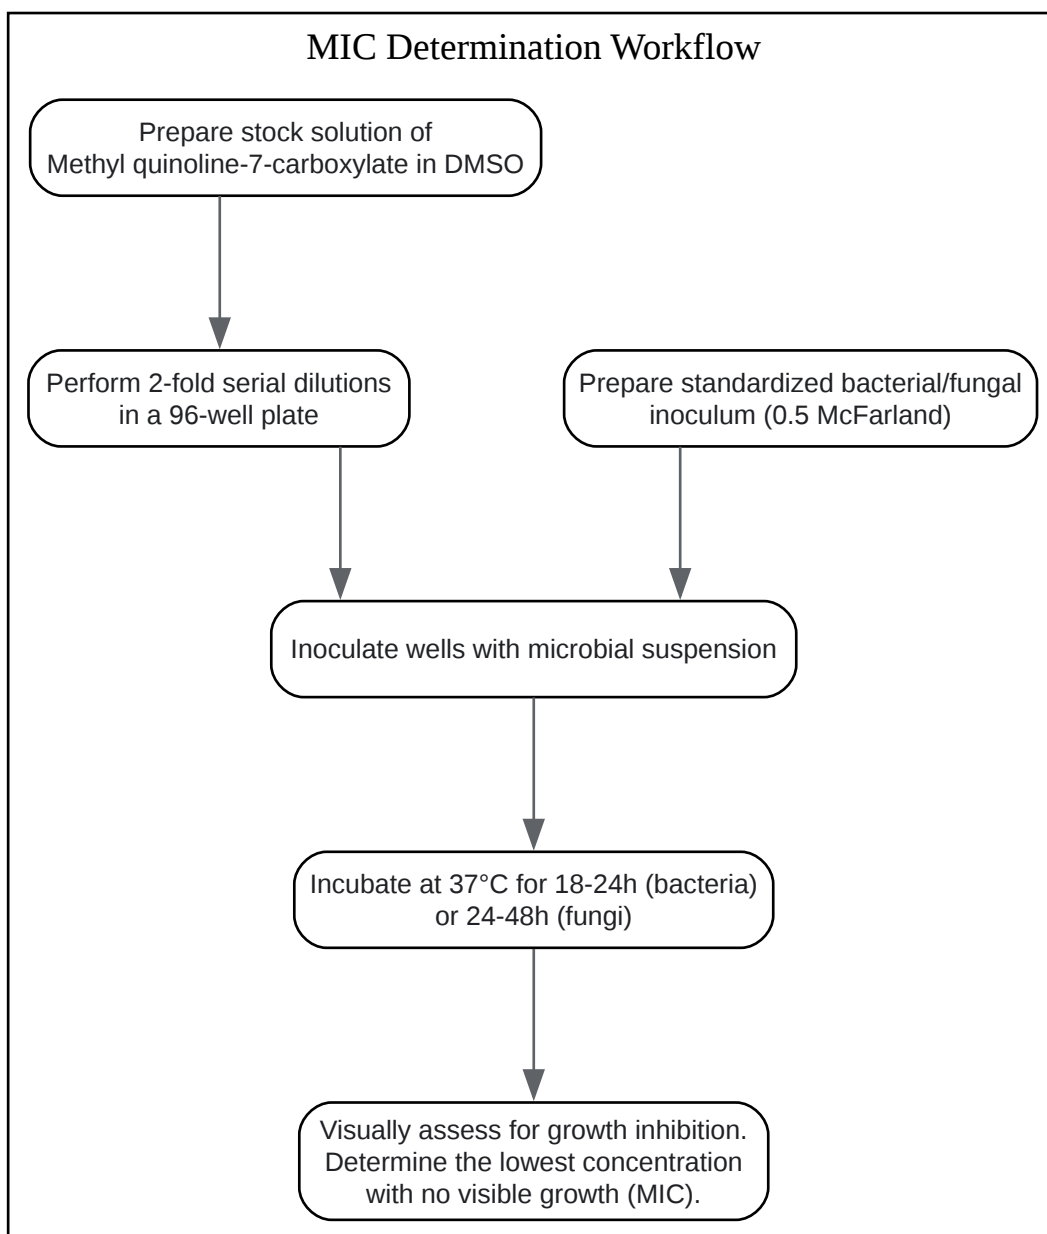 MIC Determination Workflow
Prepare stock solution of
Methyl quinoline-7-carboxylate in DMSO
Perform 2-fold serial dilutions
in a 96-well plate
Prepare standardized bacterial/fungal
inoculum (0.5 McFarland)
Inoculate wells with microbial suspension
Incubate at 37°C for 18-24h (bacteria)
or 24-48h (fungi)
Visually assess for growth inhibition.
Determine the lowest concentration
with no visible growth (MIC).